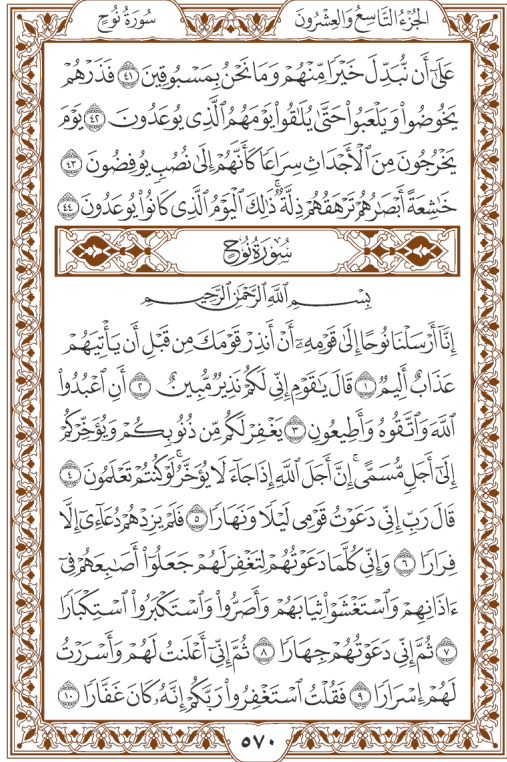 الجُزْءُ التَّاسِعُ وَالعِشْرُونَ
سُورَةُ نُوحٍ
عَلَىٰٓ أَن نُّبَدِّلَ خَيْرًا مِّنْهُمْ وَمَا نَحْنُ بِمَسْبُوقِينَ ٤١ فَذَرْهُمْ
يَخُوضُوا۟ وَيَلْعَبُوا۟ حَتَّىٰ يُلَـٰقُوا۟ يَوْمَهُمُ ٱلَّذِى يُوعَدُونَ ٤٢ يَوْمَ
يَخْرُجُونَ مِنَ ٱلْأَجْدَاثِ سِرَاعًا كَأَنَّهُمْ إِلَىٰ نُصُبٍ يُوفِضُونَ ٤٣
خَـٰشِعَةً أَبْصَـٰرُهُمْ تَرْهَقُهُمْ ذِلَّةٌ ۚ ذَٰلِكَ ٱلْيَوْمُ ٱلَّذِى كَانُوا۟ يُوعَدُونَ ٤٤
سُورَةُ نُوحٍ
بِسْمِ ٱللَّهِ ٱلرَّحْمَـٰنِ ٱلرَّحِيمِ
إِنَّآ أَرْسَلْنَا نُوحًا إِلَىٰ قَوْمِهِۦٓ أَنْ أَنذِرْ قَوْمَكَ مِن قَبْلِ أَن يَأْتِيَهُمْ
عَذَابٌ أَلِيمٌ ١ قَالَ يَـٰقَوْمِ إِنِّى لَكُمْ نَذِيرٌ مُّبِينٌ ٢ أَنِ ٱعْبُدُوا۟
ٱللَّهَ وَٱتَّقُوهُ وَأَطِيعُونِ ٣ يَغْفِرْ لَكُم مِّن ذُنُوبِكُمْ وَيُؤَخِّرْكُمْ
إِلَىٰٓ أَجَلٍ مُّسَمًّى ۚ إِنَّ أَجَلَ ٱللَّهِ إِذَا جَآءَ لَا يُؤَخَّرُ ۖ لَوْ كُنتُمْ تَعْلَمُونَ ٤
قَالَ رَبِّ إِنِّى دَعَوْتُ قَوْمِى لَيْلًا وَنَهَارًا ٥ فَلَمْ يَزِدْهُمْ دُعَآءِىٓ إِلَّا
فِرَارًا ٦ وَإِنِّى كُلَّمَا دَعَوْتُهُمْ لِتَغْفِرَ لَهُمْ جَعَلُوٓا۟ أَصَـٰبِعَهُمْ فِىٓ
ءَاذَانِهِمْ وَٱسْتَغْشَوْا۟ ثِيَابَهُمْ وَأَصَرُّوا۟ وَٱسْتَكْبَرُوا۟ ٱسْتِكْبَارًا
٧ ثُمَّ إِنِّى دَعَوْتُهُمْ جِهَارًا ٨ ثُمَّ إِنِّىٓ أَعْلَنتُ لَهُمْ وَأَسْرَرْتُ
لَهُمْ إِسْرَارًا ٩ فَقُلْتُ ٱسْتَغْفِرُوا۟ رَبَّكُمْ إِنَّهُۥ كَانَ غَفَّارًا ١٠
٥٧٠